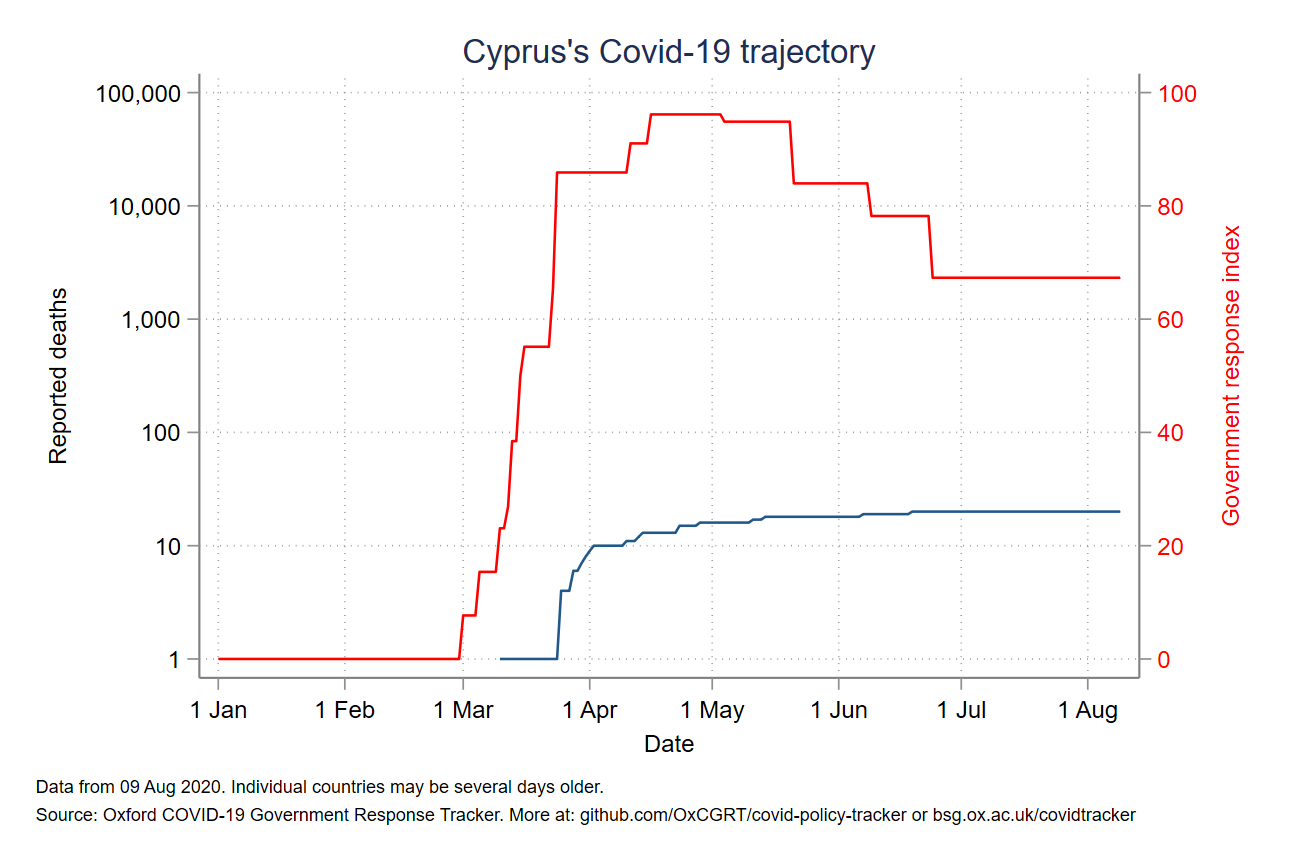 Cyprus's Covid-19 trajectory
100,000
10,000
1,000
100
10
1
Reported deaths
100
80
60
40
20
0
Government response index
1 Jan
1 Feb
1 Mar
1 Apr
1 May
1 Jun
1 Jul
1 Aug
Date
Data from 09 Aug 2020. Individual countries may be several days older.
Source: Oxford COVID-19 Government Response Tracker. More at: github.com/OxCGRT/covid-policy-tracker or bsg.ox.ac.uk/covidtracker